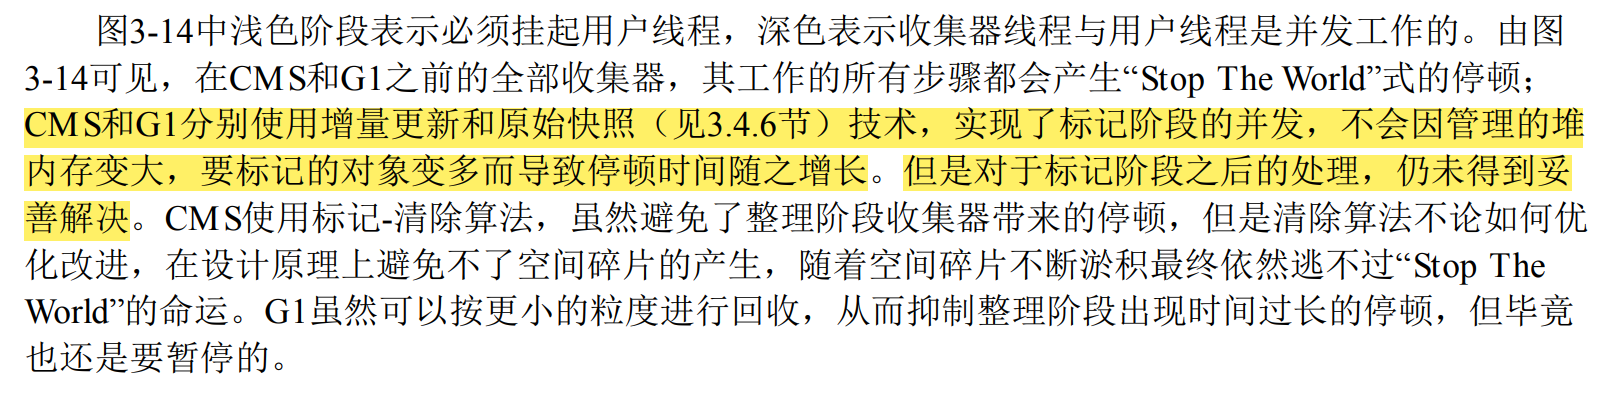 图3-14中浅色阶段表示必须挂起用户线程，深色表示收集器线程与用户线程是并发工作的。由图
3-14可见，在CMS和G1之前的全部收集器，其工作的所有步骤都会产生“Stop The World”式的停顿；
CMS和G1分别使用增量更新和原始快照（见3.4.6节）技术，实现了标记阶段的并发，不会因管理的堆
内存变大，要标记的对象变多而导致停顿时间随之增长。但是对于标记阶段之后的处理，仍未得到妥
善解决。CMS使用标记-清除算法，虽然避免了整理阶段收集器带来的停顿，但是清除算法不论如何优
化改进，在设计原理上避免不了空间碎片的产生，随着空间碎片不断淤积最终依然逃不过“Stop The
World”的命运。G1虽然可以按更小的粒度进行回收，从而抑制整理阶段出现时间过长的停顿，但毕竟
也还是要暂停的。